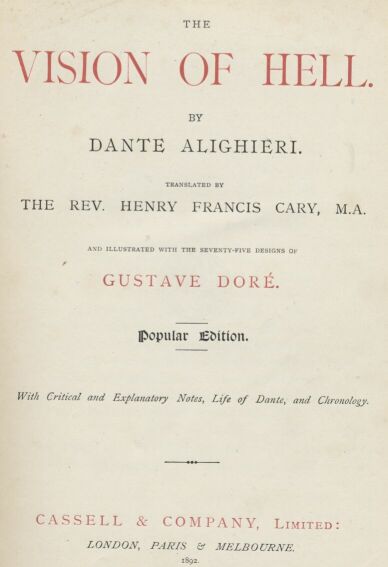 THE
VISION OF HELL.
BY
DANTE ALIGHIERI.
TRANSLATED BY
THE REV. HENRY FRANCIS CARY, M.A.
AND ILLUSTRATED WITH THE SEVENTY-FIVE DESIGNS OF
GUSTAVE DORÉ.
Popular Edition.
With Critical and Explanatory Notes, Life of Dante, and Chronology.
CASSELL & COMPANY, LIMITED:
LONDON, PARIS & MELBOURNE.
1892.